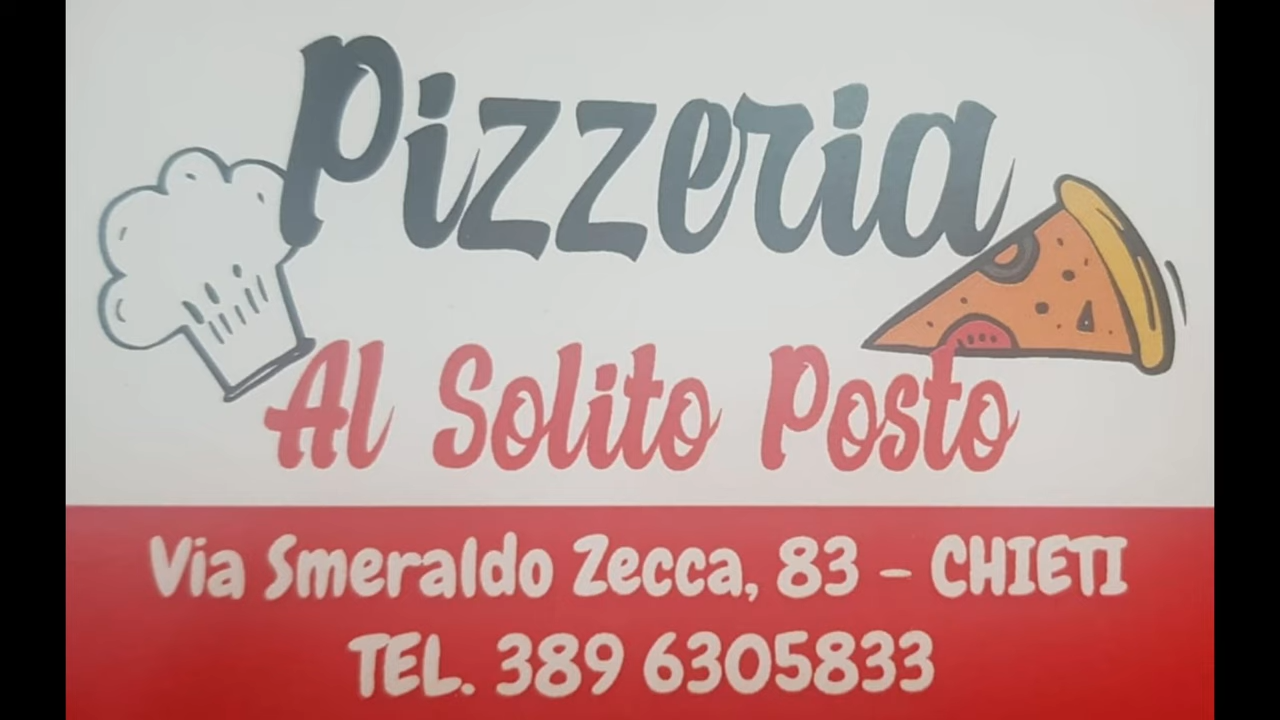 Pizzeria
Al Solito Posto
Via Smeraldo Zecca, 83 - CHIETI
TEL. 389 6305833